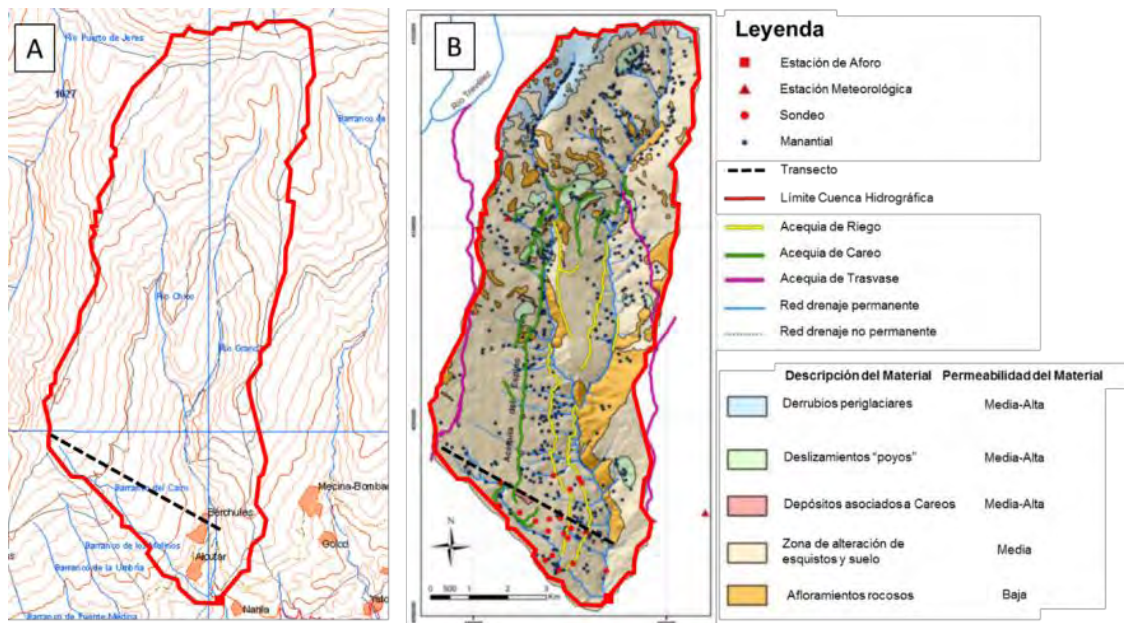 A
Río Puerto de Jeres
1627
Barranco de
Río Chico
Río Grand
Barranco del Cairo
Mecina-Bombar
Bérchules
Golco
Barranco de los Molinos
Alcútar
Barranco de la Umbría
Narila
Barranco de Fuente Medina
B
Río Trevélez
Acequia del Espino
N
0 500 1 2 3
Km
Leyenda
Estación de Aforo
Estación Meteorológica
Sondeo
Manantial
Transecto
Límite Cuenca Hidrográfica
Acequia de Riego
Acequia de Careo
Acequia de Trasvase
Red drenaje permanente
Red drenaje no permanente
Descripción del Material Permeabilidad del Material
Derrubios periglaciares Media-Alta
Deslizamientos "poyos" Media-Alta
Depósitos asociados a Careos Media-Alta
Zona de alteración de
esquistos y suelo Media
Afloramientos rocosos Baja